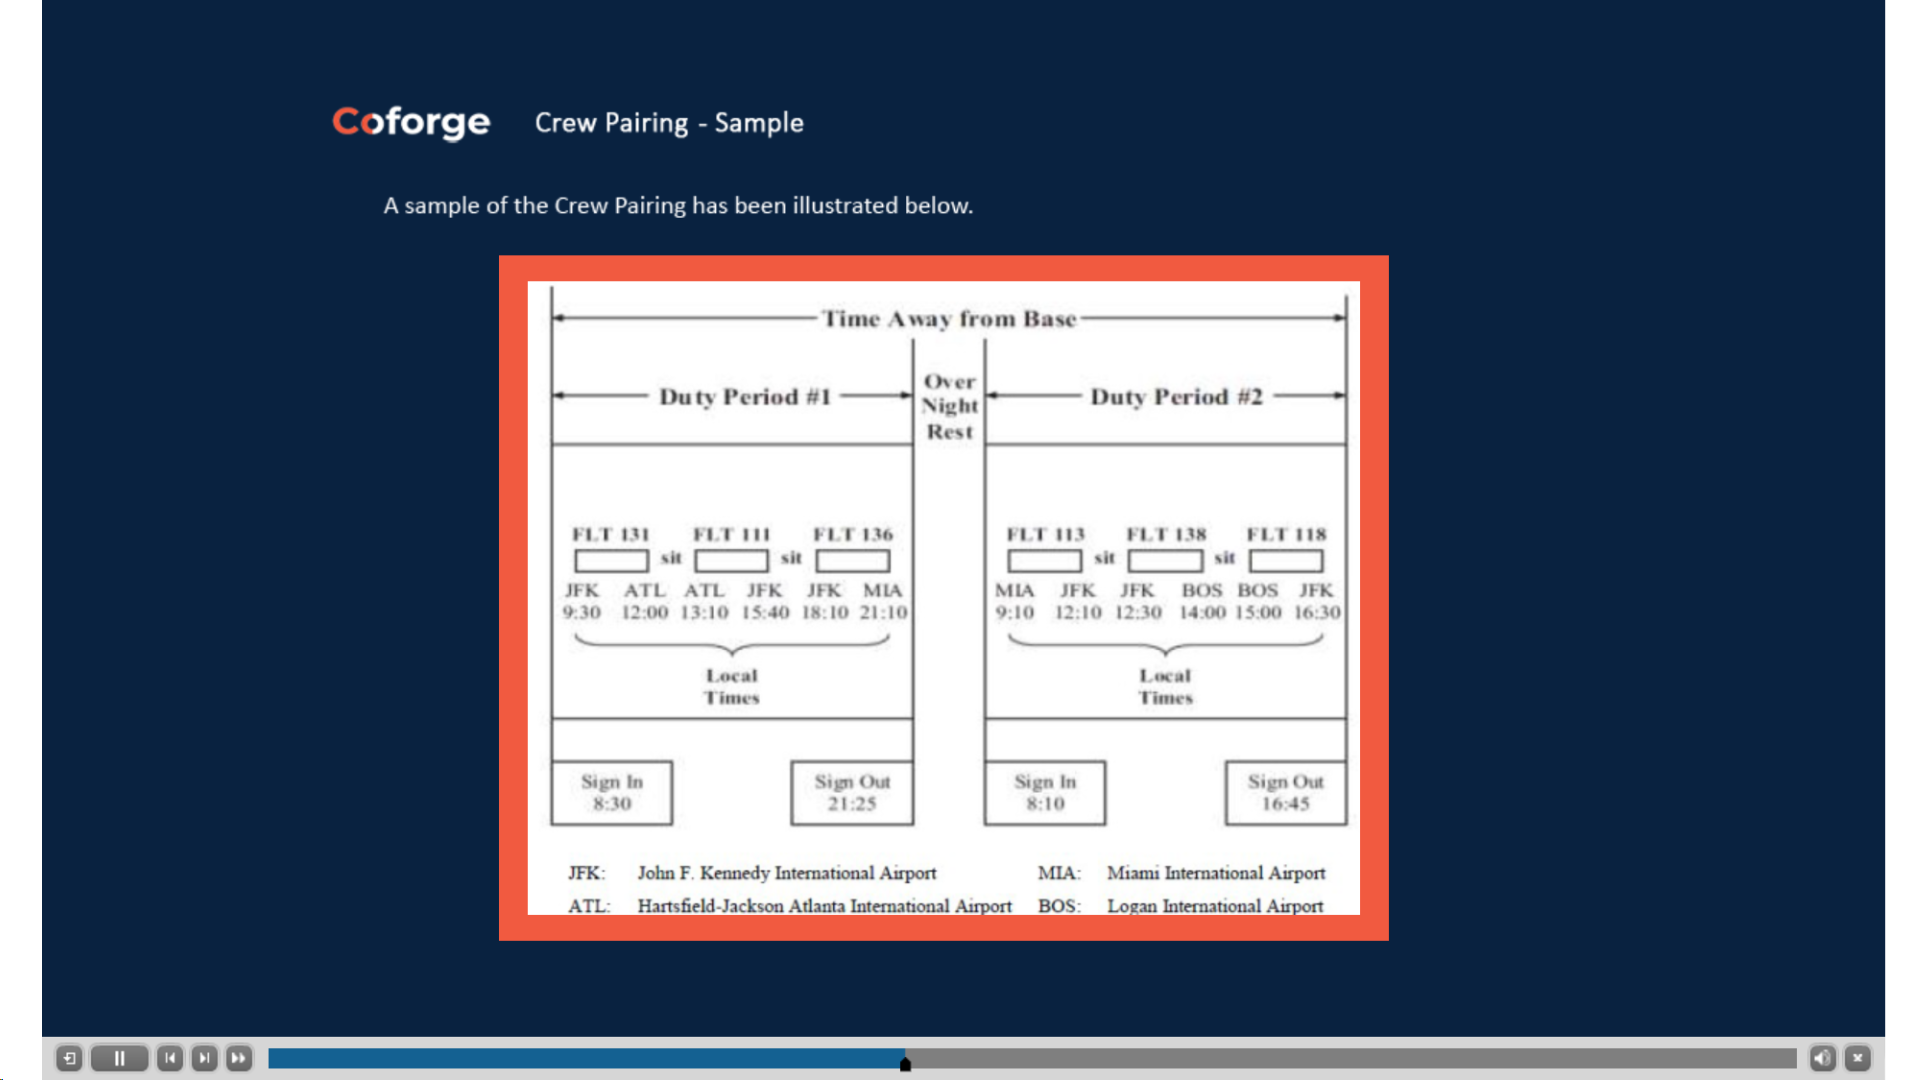 Coforge Crew Pairing - Sample
A sample of the Crew Pairing has been illustrated below.
Time Away from Base
Duty Period #1
Over
Night
Rest
Duty Period #2
FLT 131 FLT 111 FLT 136
sit sit
JFK ATL ATL JFK JFK MIA
9:30 12:00 13:10 15:40 18:10 21:10
Local
Times
FLT 113 FLT 138 FLT 118
sit sit
MIA JFK JFK BOS BOS JFK
9:10 12:10 12:30 14:00 15:00 16:30
Local
Times
Sign In
8:30
Sign Out
21:25
Sign In
8:10
Sign Out
16:45
JFK: John F. Kennedy International Airport MIA: Miami International Airport
ATL: Hartsfield-Jackson Atlanta International Airport BOS: Logan International Airport